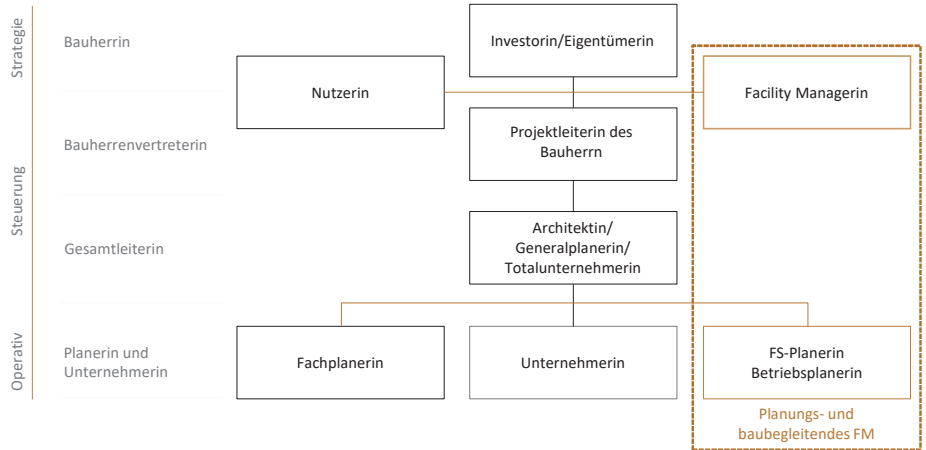 Strategie
Bauherrin
Investorin/Eigentümerin
Nutzerin
Facility Managerin
Steuerung
Bauherrenvertreterin
Projektleiterin des
Bauherrn
Gesamtleiterin
Architektin/
Generalplanerin/
Totalunternehmerin
Operativ
Planerin und
Unternehmerin
Fachplanerin
Unternehmerin
FS-Planerin
Betriebsplanerin
Planungs- und
baubegleitendes FM